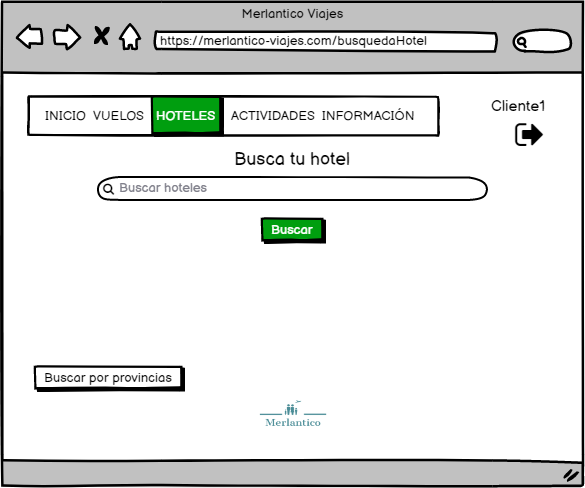 Merlantico Viajes
https://merlantico-viajes.com/busquedaHotel
Cliente1
INICIO VUELOS HOTELES ACTIVIDADES INFORMACIÓN
Busca tu hotel
Buscar hoteles
Buscar
Buscar por provincias
Merlantico